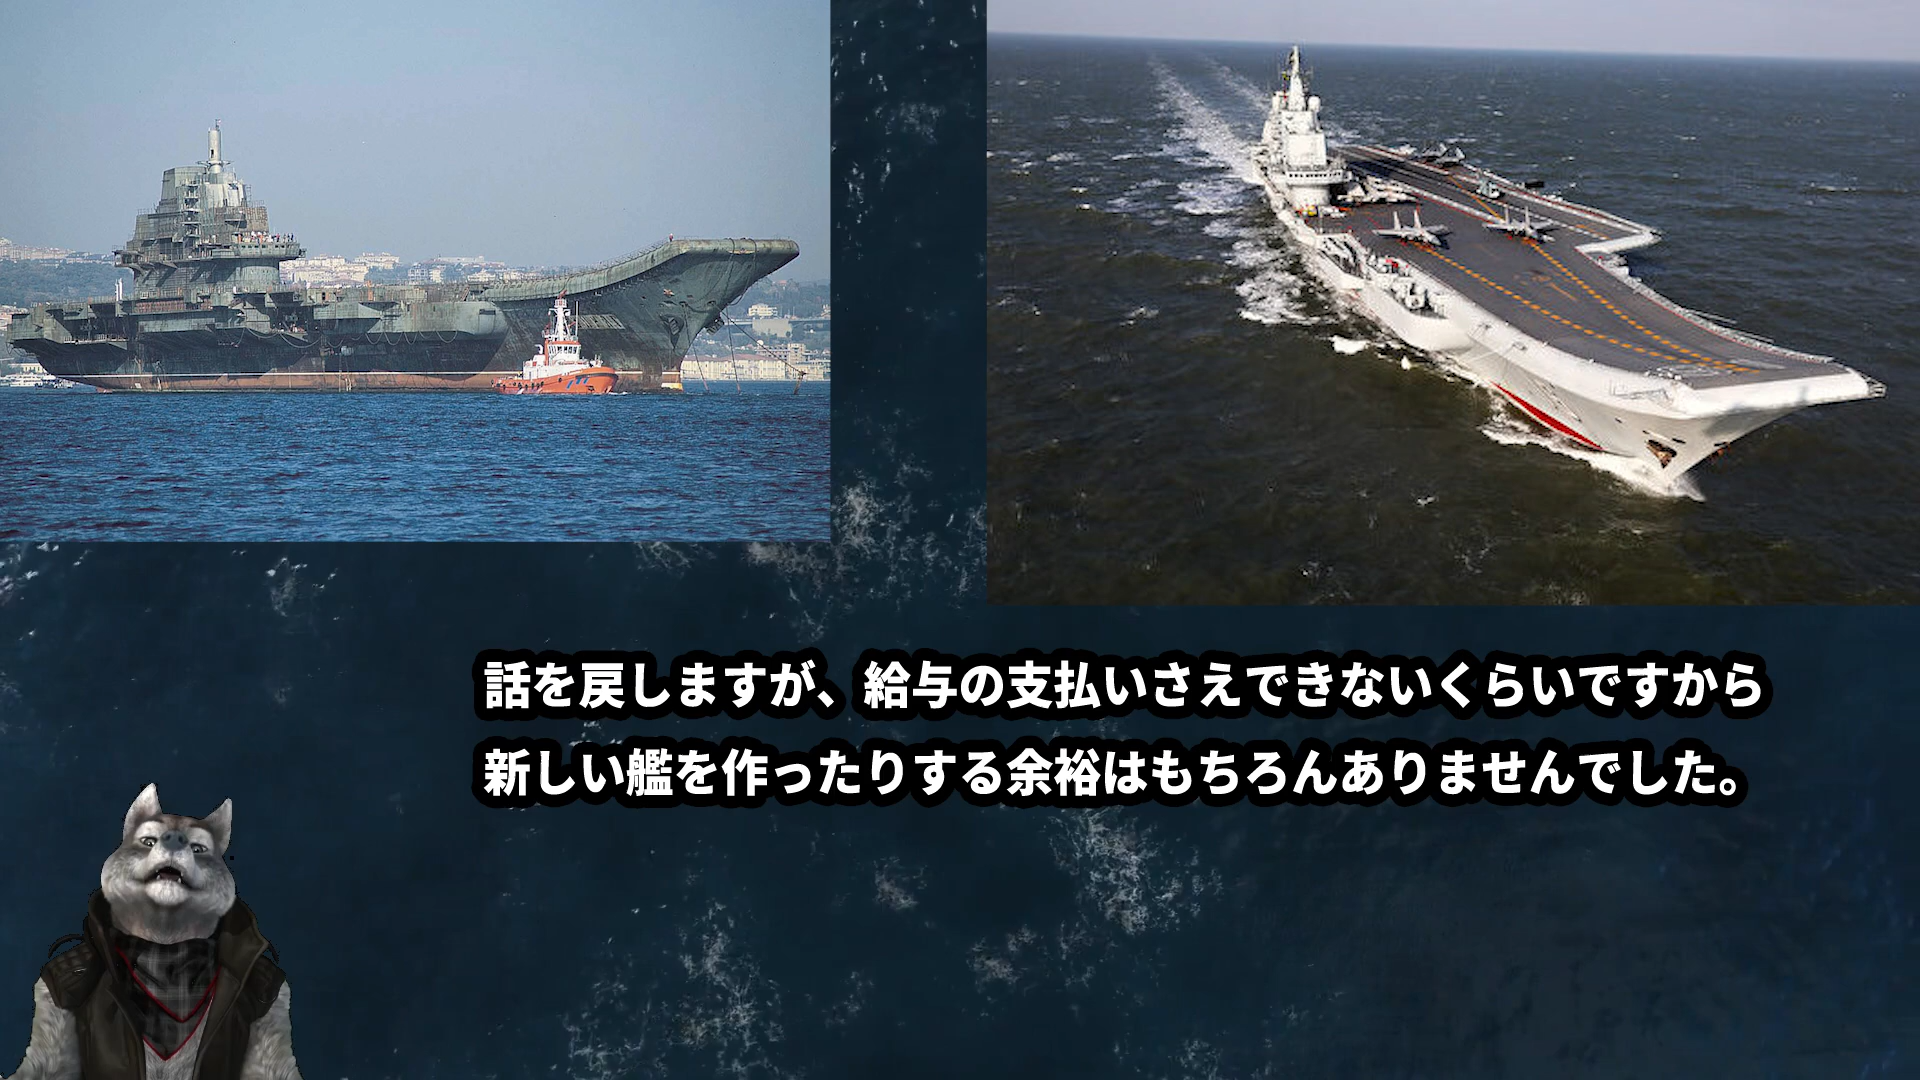 話を戻しますが、給与の支払いさえできないくらいですから
新しい艦を作ったりする余裕はもちろんありませんでした。